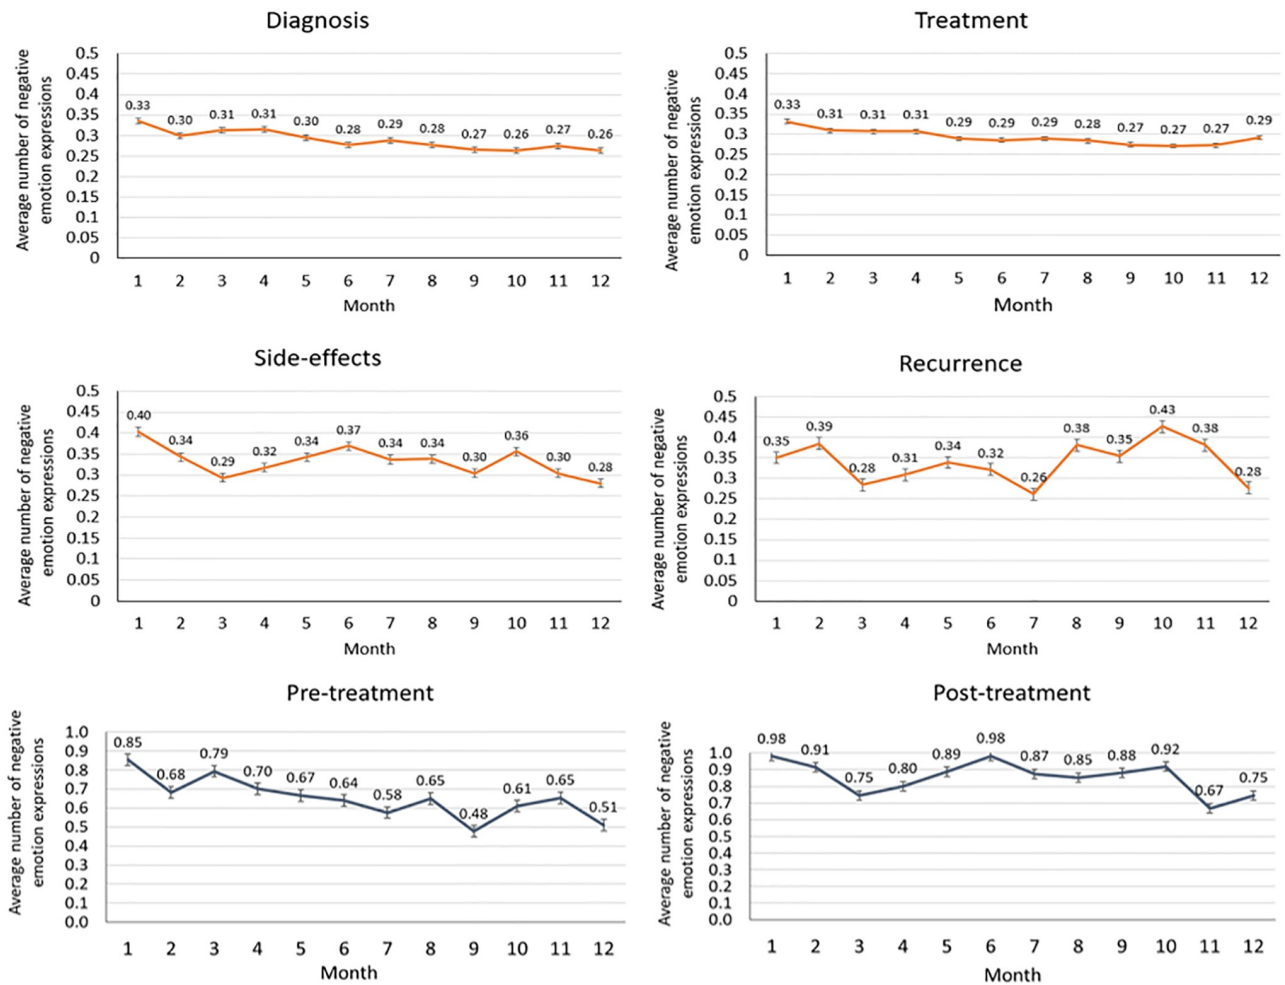 Diagnosis
Average number of negative
emotion expressions
0.5
0.45
0.4
0.35
0.3
0.25
0.2
0.15
0.1
0.05
0
0.33 0.30 0.31 0.31 0.30 0.28 0.29 0.28 0.27 0.26 0.27 0.26
1 2 3 4 5 6 7 8 9 10 11 12
Month
Treatment
Average number of negative
emotion expressions
0.5
0.45
0.4
0.35
0.3
0.25
0.2
0.15
0.1
0.05
0
0.33 0.31 0.31 0.31 0.29 0.29 0.29 0.28 0.27 0.27 0.27 0.29
1 2 3 4 5 6 7 8 9 10 11 12
Month
Side-effects
Average number of negative
emotion expressions
0.5
0.45
0.4
0.35
0.3
0.25
0.2
0.15
0.1
0.05
0
0.40 0.34 0.29 0.32 0.34 0.37 0.34 0.34 0.30 0.36 0.30 0.28
1 2 3 4 5 6 7 8 9 10 11 12
Month
Recurrence
Average number of negative
emotion expressions
0.5
0.45
0.4
0.35
0.3
0.25
0.2
0.15
0.1
0.05
0
0.35 0.39 0.28 0.31 0.34 0.32 0.26 0.38 0.35 0.43 0.38 0.28
1 2 3 4 5 6 7 8 9 10 11 12
Month
Pre-treatment
Average number of negative
emotion expressions
1.0
0.9
0.8
0.7
0.6
0.5
0.4
0.3
0.2
0.1
0.0
0.85 0.68 0.79 0.70 0.67 0.64 0.58 0.65 0.48 0.61 0.65 0.51
1 2 3 4 5 6 7 8 9 10 11 12
Month
Post-treatment
Average number of negative
emotion expressions
1.0
0.9
0.8
0.7
0.6
0.5
0.4
0.3
0.2
0.1
0.0
0.98 0.91 0.75 0.80 0.89 0.98 0.87 0.85 0.88 0.92 0.67 0.75
1 2 3 4 5 6 7 8 9 10 11 12
Month